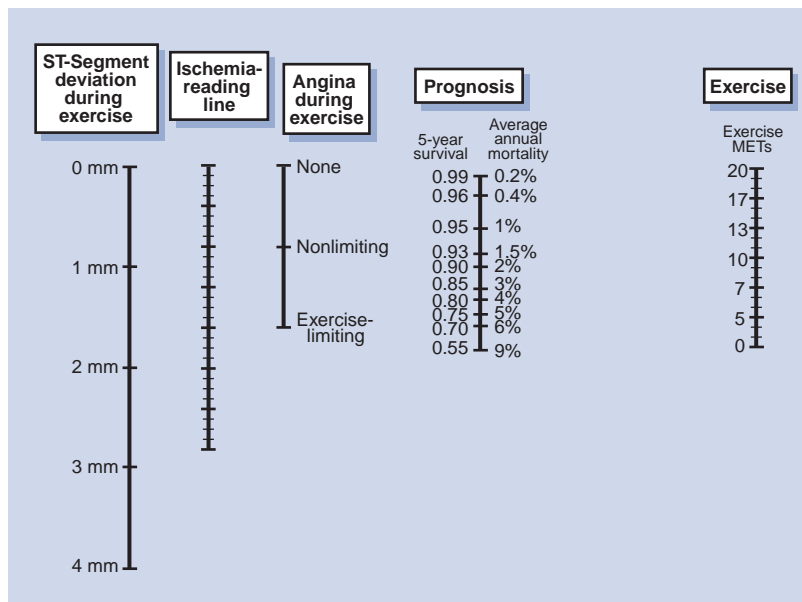 ST-Segment
deviation
during
exercise
Ischemia-
reading
line
Angina
during
exercise
Prognosis
Exercise
0 mm
1 mm
2 mm
3 mm
4 mm
None
Nonlimiting
Exercise-
limiting
5-year
survival
Average
annual
mortality
0.99 0.2%
0.96 0.4%
0.95 1%
0.93 1.5%
0.90 2%
0.85 3%
0.80 4%
0.75 5%
0.70 6%
0.55 9%
Exercise
METs
20
17
13
10
7
5
0